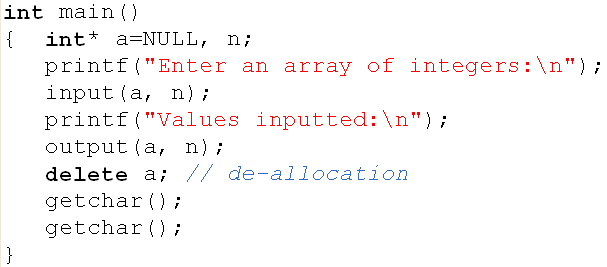 int main()
{  int* a=NULL, n;
   printf("Enter an array of integers:\n");
   input(a, n);
   printf("Values inputted:\n");
   output(a, n);
   delete a; // de-allocation
   getchar();
   getchar();
}